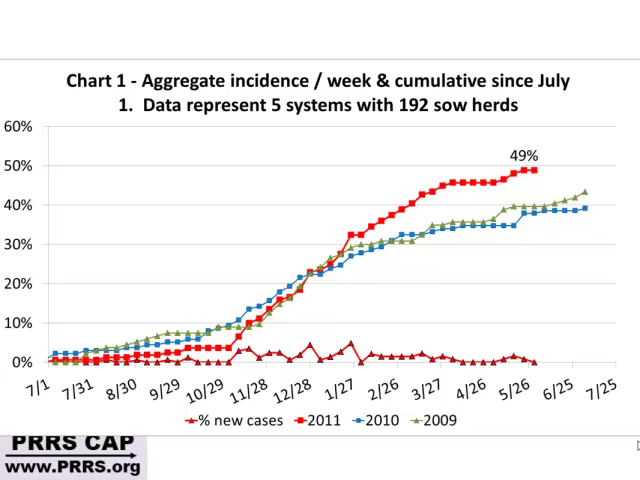 Chart 1 - Aggregate incidence / week & cumulative since July
1. Data represent 5 systems with 192 sow herds
60%
50%
40%
30%
20%
10%
0%
49%
7/1 7/31 8/30 9/29 10/29 11/28 12/28 1/27 2/26 3/27 4/26 5/26 6/25 7/25
% new cases 2011 2010 2009
PRRS CAP
www.PRRS.org